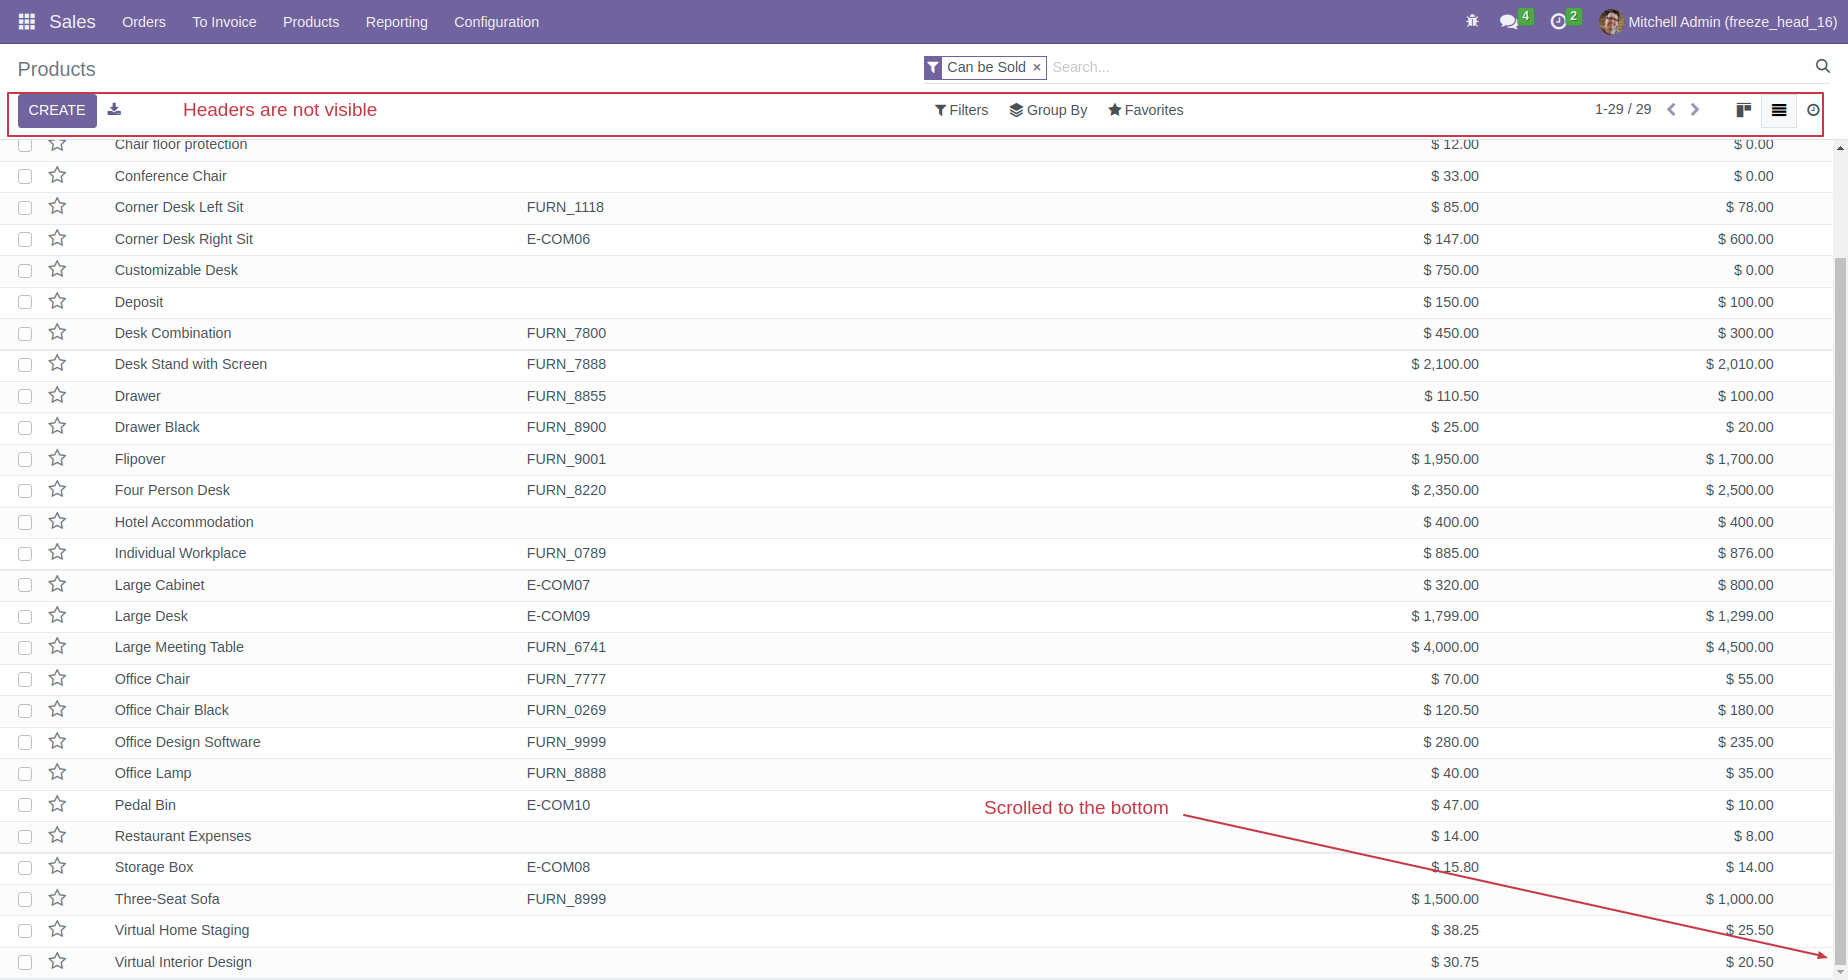 Sales Orders To Invoice Products Reporting Configuration 4 2 Mitchell Admin (freeze_head_16)
Products Can be Sold × Search...
CREATE Headers are not visible Filters Group By Favorites 1-29 / 29
Chair floor protection $ 12.00 $ 0.00
Conference Chair $ 33.00 $ 0.00
Corner Desk Left Sit FURN_1118 $ 85.00 $ 78.00
Corner Desk Right Sit E-COM06 $ 147.00 $ 600.00
Customizable Desk $ 750.00 $ 0.00
Deposit $ 150.00 $ 100.00
Desk Combination FURN_7800 $ 450.00 $ 300.00
Desk Stand with Screen FURN_7888 $ 2,100.00 $ 2,010.00
Drawer FURN_8855 $ 110.50 $ 100.00
Drawer Black FURN_8900 $ 25.00 $ 20.00
Flipover FURN_9001 $ 1,950.00 $ 1,700.00
Four Person Desk FURN_8220 $ 2,350.00 $ 2,500.00
Hotel Accommodation $ 400.00 $ 400.00
Individual Workplace FURN_0789 $ 885.00 $ 876.00
Large Cabinet E-COM07 $ 320.00 $ 800.00
Large Desk E-COM09 $ 1,799.00 $ 1,299.00
Large Meeting Table FURN_6741 $ 4,000.00 $ 4,500.00
Office Chair FURN_7777 $ 70.00 $ 55.00
Office Chair Black FURN_0269 $ 120.50 $ 180.00
Office Design Software FURN_9999 $ 280.00 $ 235.00
Office Lamp FURN_8888 $ 40.00 $ 35.00
Pedal Bin E-COM10 $ 47.00 $ 10.00
Scrolled to the bottom
Restaurant Expenses $ 14.00 $ 8.00
Storage Box E-COM08 $ 15.80 $ 14.00
Three-Seat Sofa FURN_8999 $ 1,500.00 $ 1,000.00
Virtual Home Staging $ 38.25 $ 25.50
Virtual Interior Design $ 30.75 $ 20.50